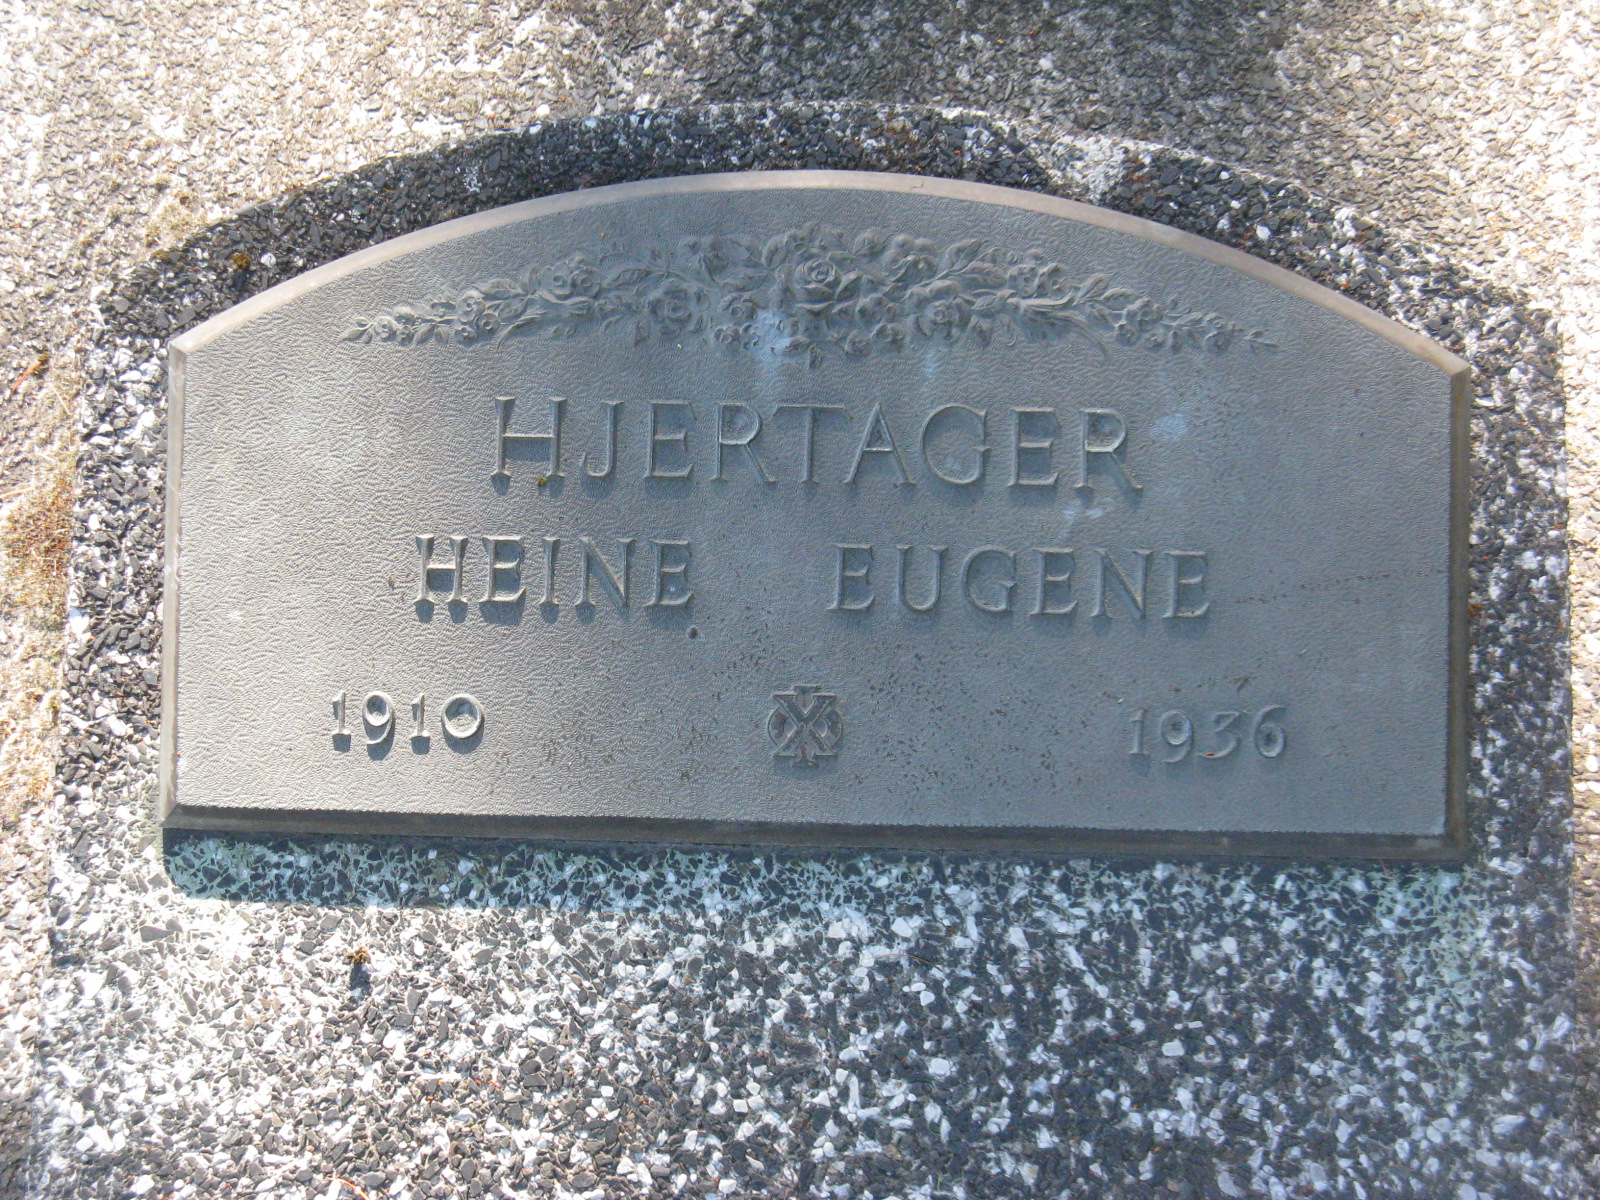 HJERTAGER
HEINE EUGENE
1910 1936